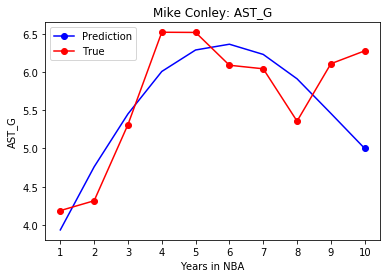 Mike Conley: AST_G
Prediction
True
AST_G
6.5
6.0
5.5
5.0
4.5
4.0
1 2 3 4 5 6 7 8 9 10
Years in NBA